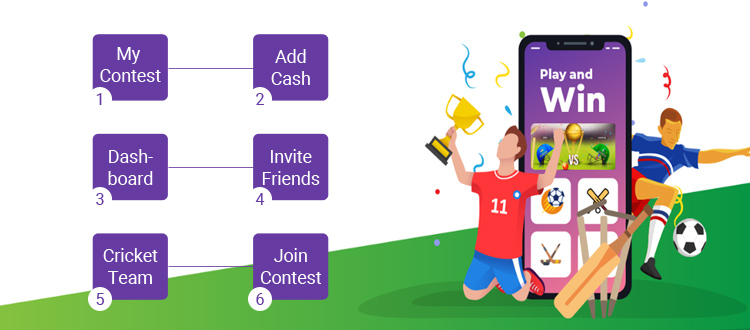 My
Contest
1
Add
Cash
2
Dash-
board
3
Invite
Friends
4
Cricket
Team
5
Join
Contest
6
Play and
Win
VS
11